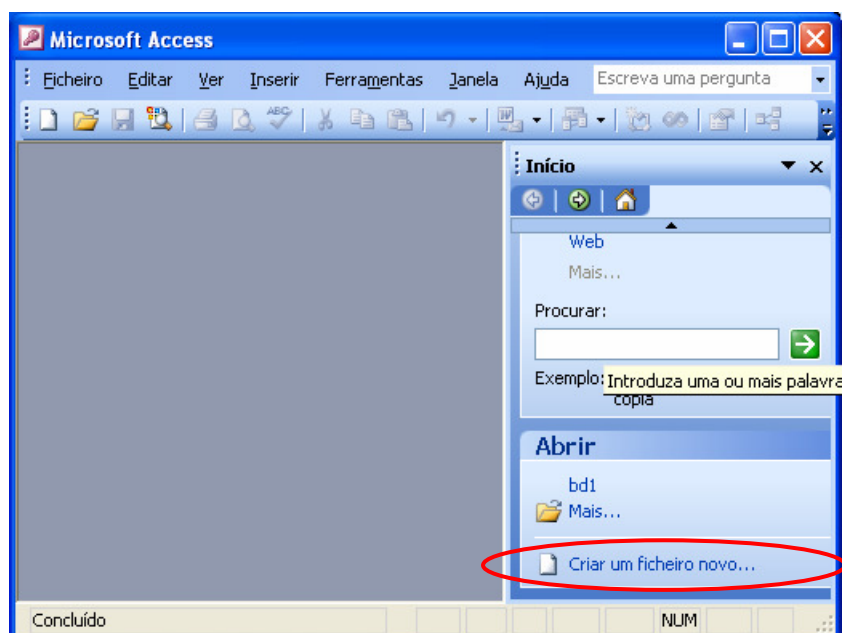 Microsoft Access
Ficheiro Editar Ver Inserir Ferramentas Janela Ajuda Escreva uma pergunta
Início
Web
Mais...
Procurar:
Exemplo: Introduza uma ou mais palavra
copia
Abrir
bd1
Mais...
Criar um ficheiro novo...
Concluído NUM